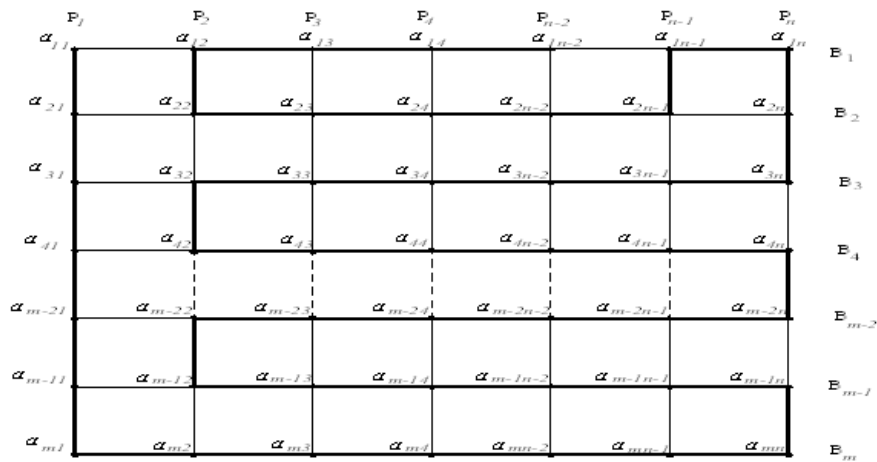 P₁ P₂ P₃ P₄ Pₙ₋₂ Pₙ₋₁ Pₙ
α₁₁ α₁₂ α₁₃ α₁₄ α₁ₙ₋₂ α₁ₙ₋₁ α₁ₙ B₁
α₂₁ α₂₂ α₂₃ α₂₄ α₂ₙ₋₂ α₂ₙ₋₁ α₂ₙ B₂
α₃₁ α₃₂ α₃₃ α₃₄ α₃ₙ₋₂ α₃ₙ₋₁ α₃ₙ B₃
α₄₁ α₄₂ α₄₃ α₄₄ α₄ₙ₋₂ α₄ₙ₋₁ α₄ₙ B₄
αₘ₋₂₁ αₘ₋₂₂ αₘ₋₂₃ αₘ₋₂₄ αₘ₋₂ₙ₋₂ αₘ₋₂ₙ₋₁ αₘ₋₂ₙ Bₘ₋₂
αₘ₋₁₁ αₘ₋₁₂ αₘ₋₁₃ αₘ₋₁₄ αₘ₋₁ₙ₋₂ αₘ₋₁ₙ₋₁ αₘ₋₁ₙ Bₘ₋₁
αₘ₁ αₘ₂ αₘ₃ αₘ₄ αₘₙ₋₂ αₘₙ₋₁ αₘₙ Bₘ